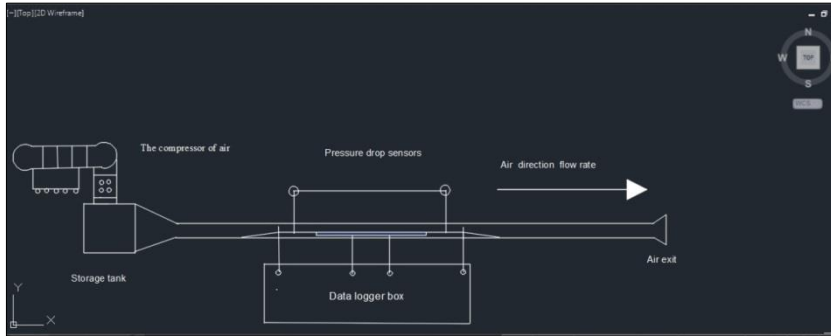 [−][Top][2D Wireframe]
N
W
TOP
S
WCS
The compressor of air
Pressure drop sensors
Air direction flow rate
Air exit
Storage tank
Data logger box
Y
X